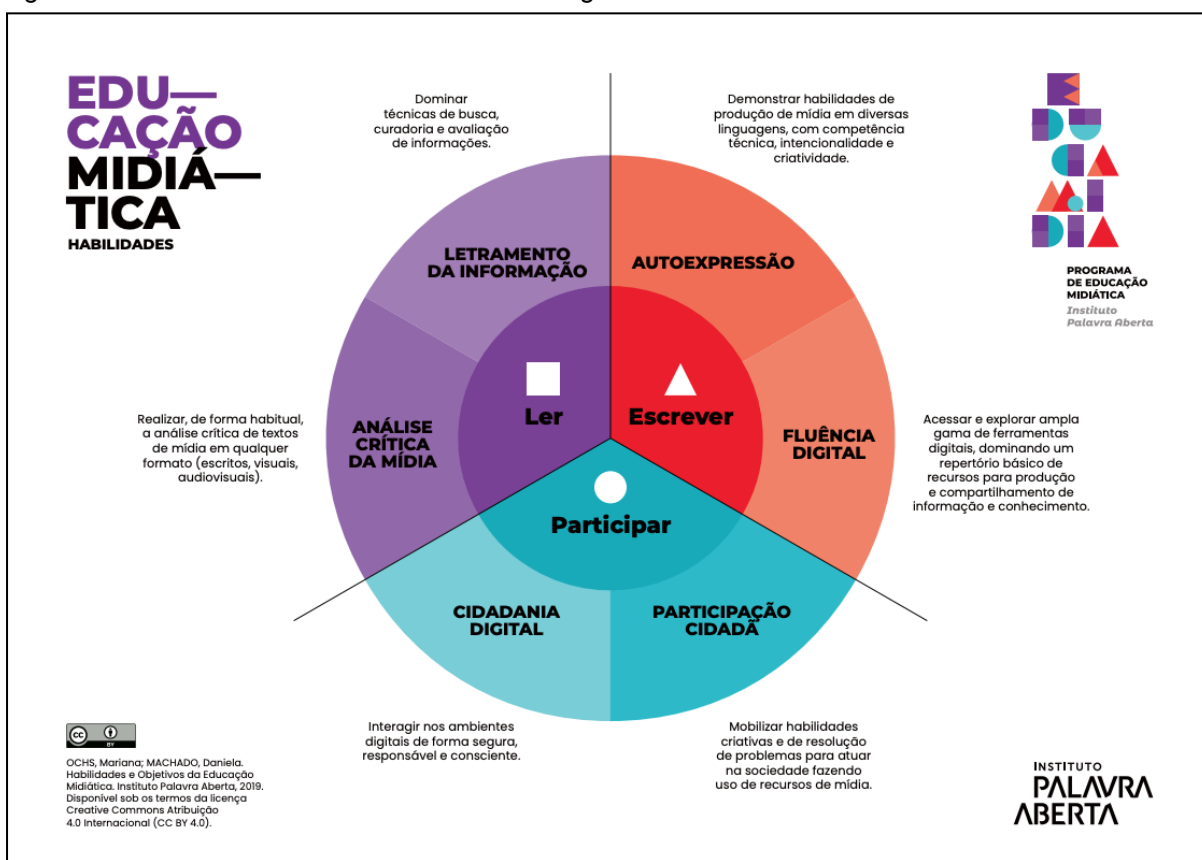 EDU—
CAÇÃO
MIDIÁ—
TICA
HABILIDADES
Dominar
técnicas de busca,
curadoria e avaliação
de informações.
Demonstrar habilidades de
produção de mídia em diversas
linguagens, com competência
técnica, intencionalidade e
criatividade.
EDUCAMÍDIA
PROGRAMA
DE EDUCAÇÃO
MIDIÁTICA
Instituto
Palavra Aberta
LETRAMENTO
DA INFORMAÇÃO
AUTOEXPRESSÃO
Ler
Escrever
Participar
Realizar, de forma habitual,
a análise crítica de textos
de mídia em qualquer
formato (escritos, visuais,
audiovisuais).
ANÁLISE
CRÍTICA
DA MÍDIA
FLUÊNCIA
DIGITAL
Acessar e explorar ampla
gama de ferramentas
digitais, dominando um
repertório básico de
recursos para produção
e compartilhamento de
informação e conhecimento.
CIDADANIA
DIGITAL
PARTICIPAÇÃO
CIDADÃ
Interagir nos ambientes
digitais de forma segura,
responsável e consciente.
Mobilizar habilidades
criativas e de resolução
de problemas para atuar
na sociedade fazendo
uso de recursos de mídia.
cc
BY
OCHS, Mariana; MACHADO, Daniela.
Habilidades e Objetivos da Educação
Midiática. Instituto Palavra Aberta, 2019.
Disponível sob os termos da licença
Creative Commons Atribuição
4.0 Internacional (CC BY 4.0).
INSTITUTO
PALAVRA
ABERTA